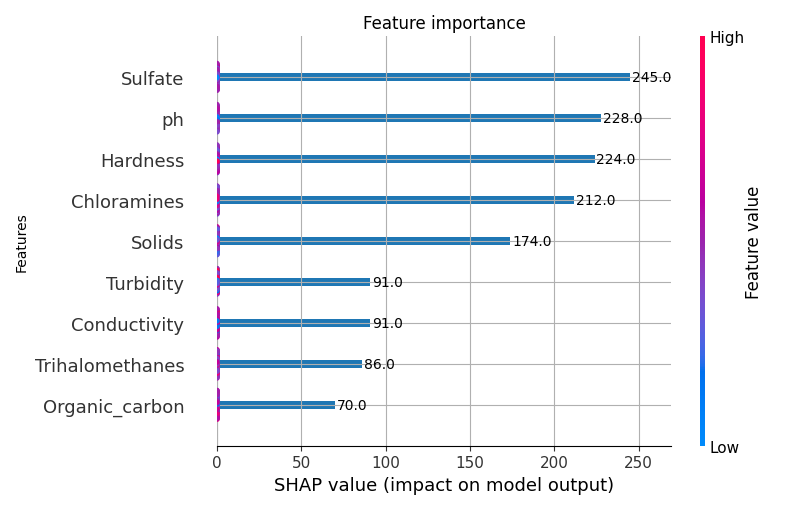 Feature importance
High
Sulfate 245.0
ph 228.0
Hardness 224.0
Chloramines 212.0
Solids 174.0
Turbidity 91.0
Conductivity 91.0
Trihalomethanes 86.0
Organic_carbon 70.0
Features
Feature value
Low
0 50 100 150 200 250
SHAP value (impact on model output)